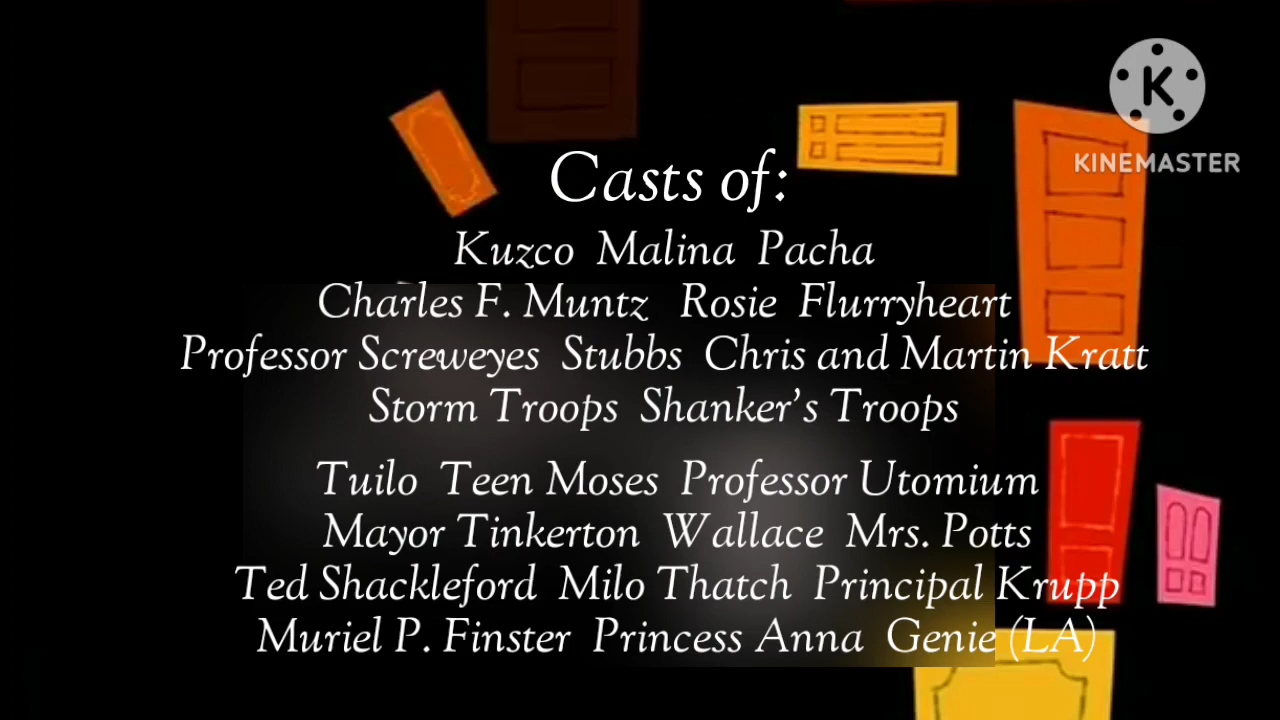 K
KINEMASTER
Casts of:
Kuzco Malina Pacha
Charles F. Muntz Rosie Flurryheart
Professor Screweyes Stubbs Chris and Martin Kratt
Storm Troops Shanker's Troops
Tuilo Teen Moses Professor Utomium
Mayor Tinkerton Wallace Mrs. Potts
Ted Shackleford Milo Thatch Principal Krupp
Muriel P. Finster Princess Anna Genie (LA)